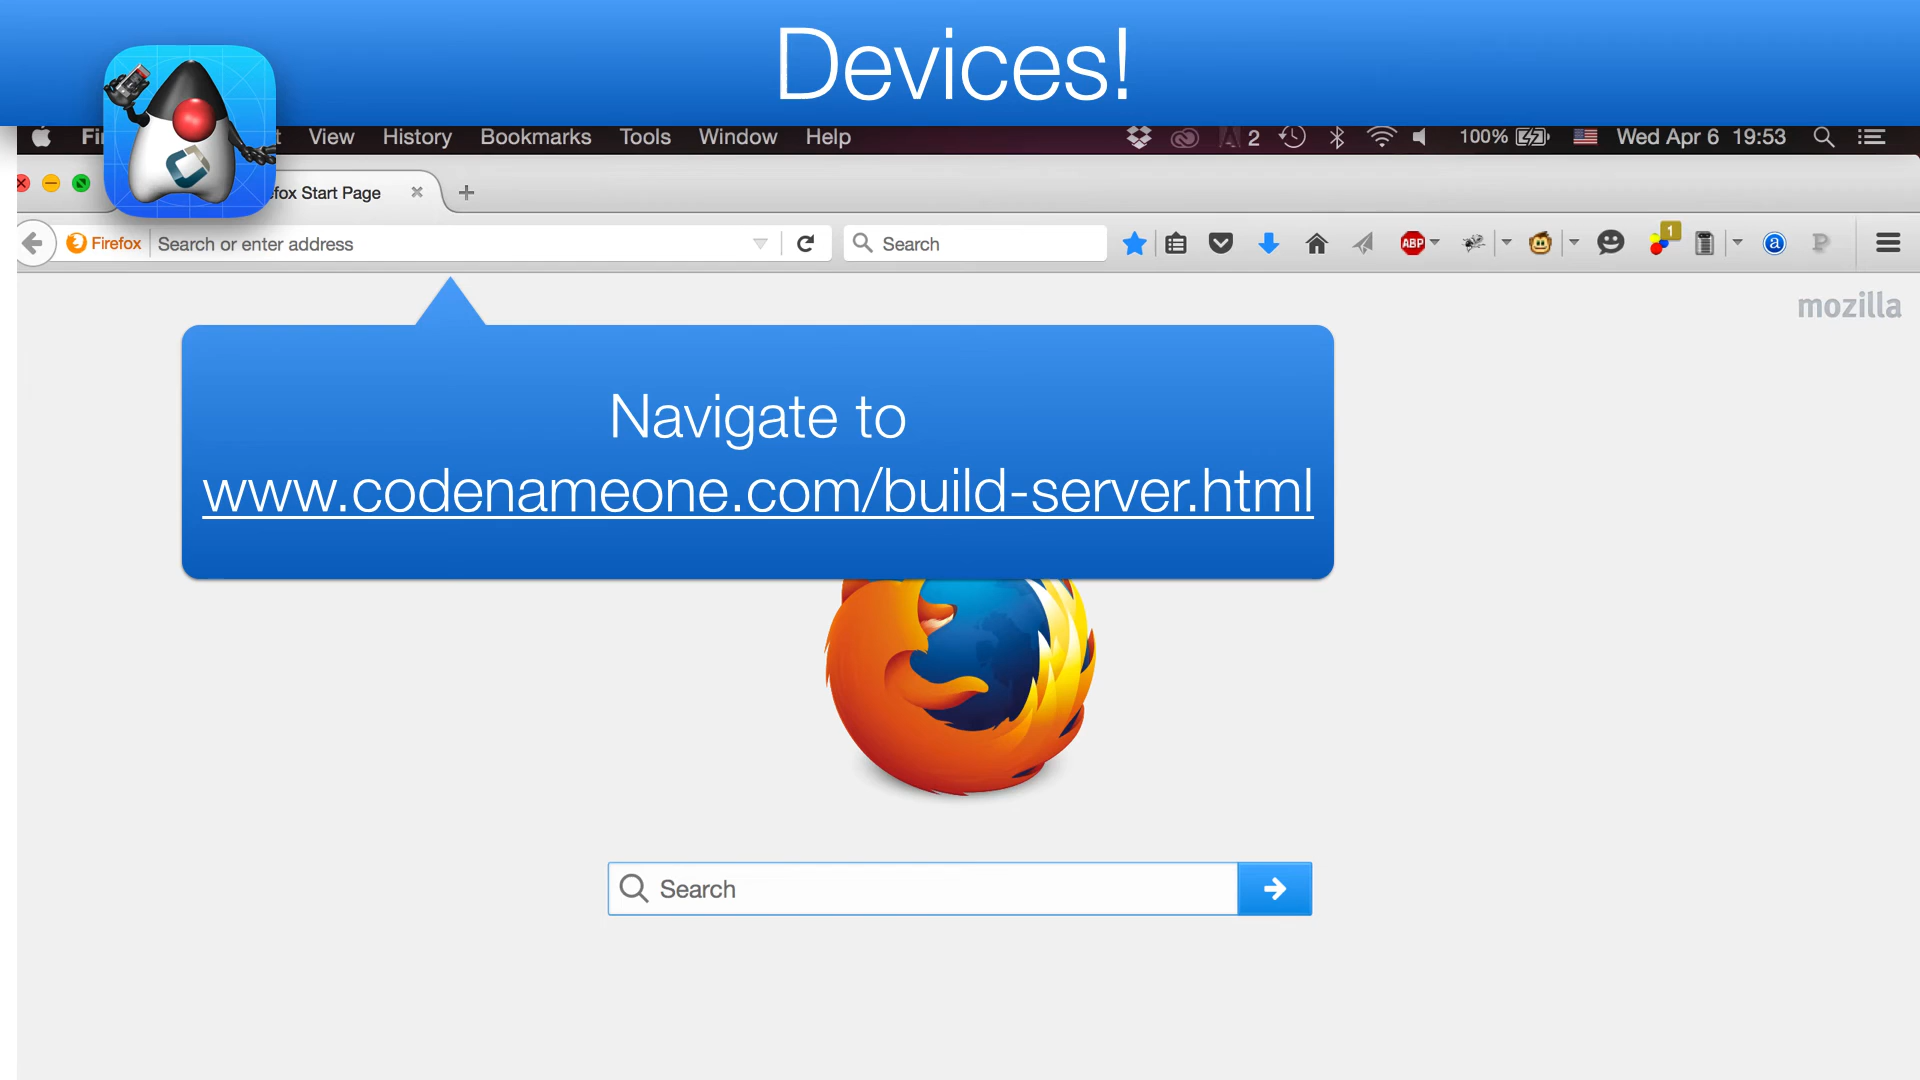 Devices!
View History Bookmarks Tools Window Help 2 100% Wed Apr 6 19:53
fox Start Page
Firefox Search or enter address Search ABP 1 a P
mozilla
Navigate to
www.codenameone.com/build-server.html
Search